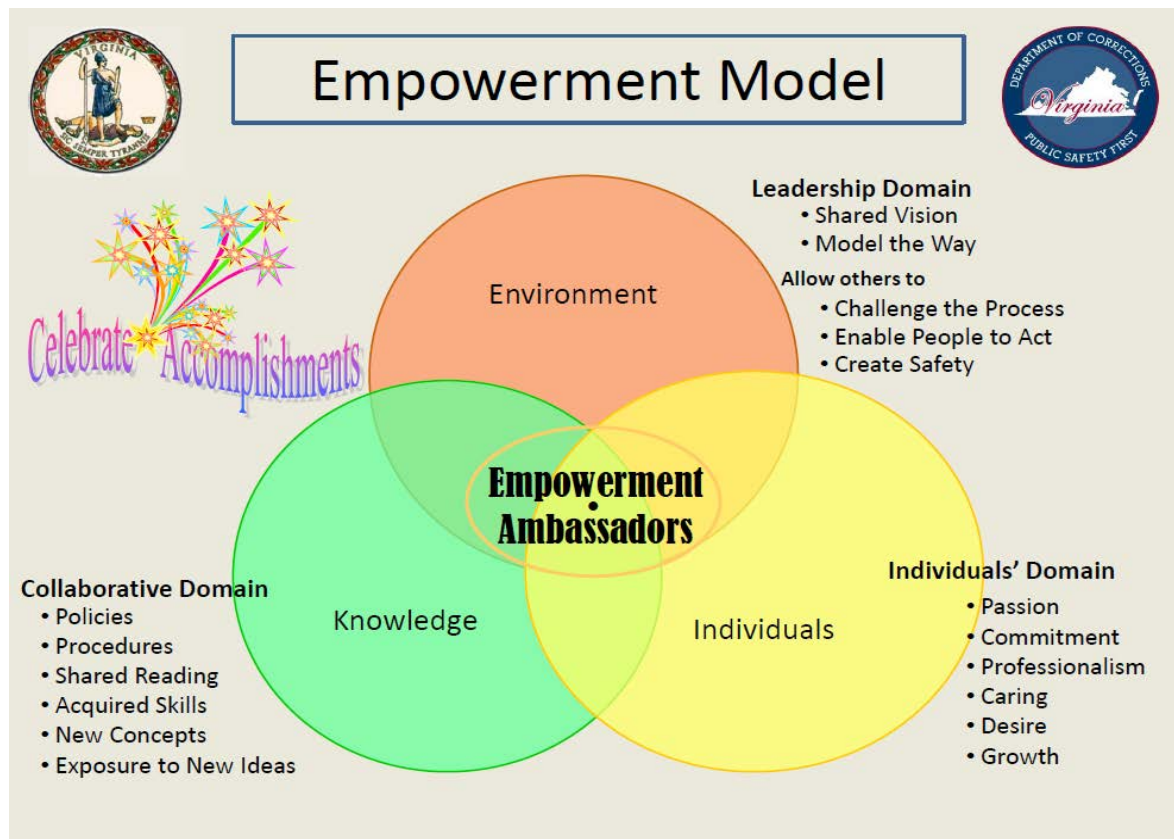 Empowerment Model
VIRGINIA
SIC SEMPER TYRANNIS
DEPARTMENT OF CORRECTIONS
Virginia
PUBLIC SAFETY FIRST
Celebrate Accomplishments
Leadership Domain
• Shared Vision
• Model the Way
Allow others to
• Challenge the Process
• Enable People to Act
• Create Safety
Environment
Empowerment
•
Ambassadors
Collaborative Domain
• Policies
• Procedures
• Shared Reading
• Acquired Skills
• New Concepts
• Exposure to New Ideas
Knowledge
Individuals
Individuals’ Domain
• Passion
• Commitment
• Professionalism
• Caring
• Desire
• Growth